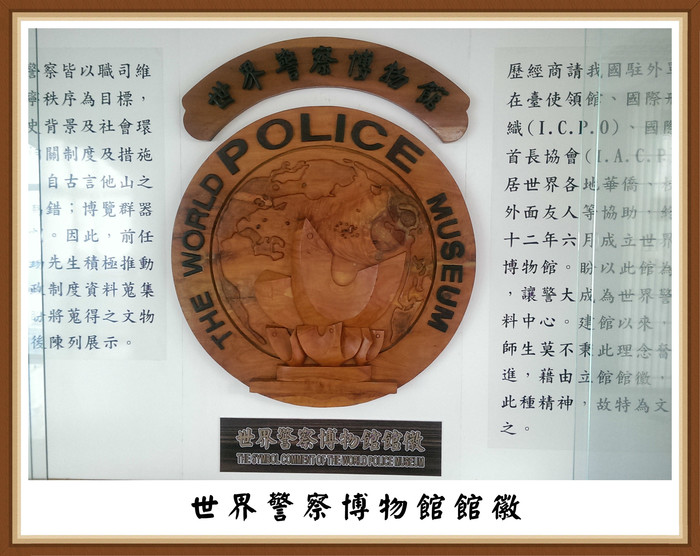 世界警察博物館
THE WORLD POLICE MUSEUM
警察皆以職司維
秩序為目標，
史背景及社會環
關制度及措施
自古言他山之
錯；博覽群器
。因此，前任
先生積極推動
政制度資料蒐集
將蒐得之文物
後陳列展示。
歷經商請我國駐外
在臺使領館、國際
織(I.C.P.O)、國
首長協會(I.A.C.P
居世界各地華僑、
外面友人等協助，
十二年六月成立世界
博物館。盼以此館為
，讓警大成為世界警
料中心。建館以來，
師生莫不秉此理念奮
進，藉由立館館徽，
此種精神，故特為文
之。
世界警察博物館館徽
THE SYMBOL COMMENT OF THE WORLD POLICE MUSEUM
世界警察博物館館徽